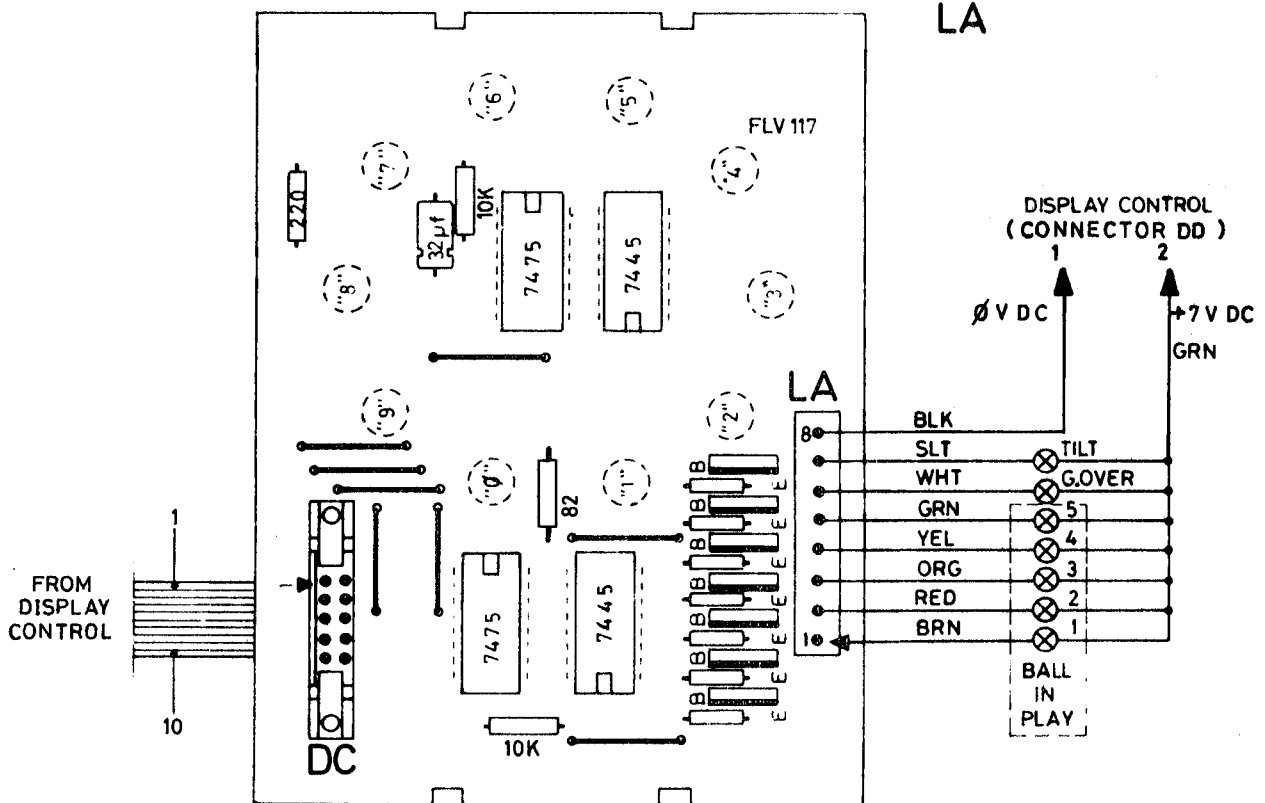 LA
"6"
"5"
FLV 117
"7"
"4"
220
10K
32µf
7475
7445
"8"
"3"
DISPLAY CONTROL
( CONNECTOR DD )
1
2
Ø V DC
+7 V DC
GRN
"9"
"2"
LA
8
BLK
SLT
TILT
WHT
G.OVER
GRN
5
YEL
4
ORG
3
RED
2
1
BRN
1
BALL
IN
PLAY
"Ø"
"1"
82
B
E
B
E
B
E
B
E
B
E
B
E
B
E
1
FROM
DISPLAY
CONTROL
10
1
7475
7445
10K
DC